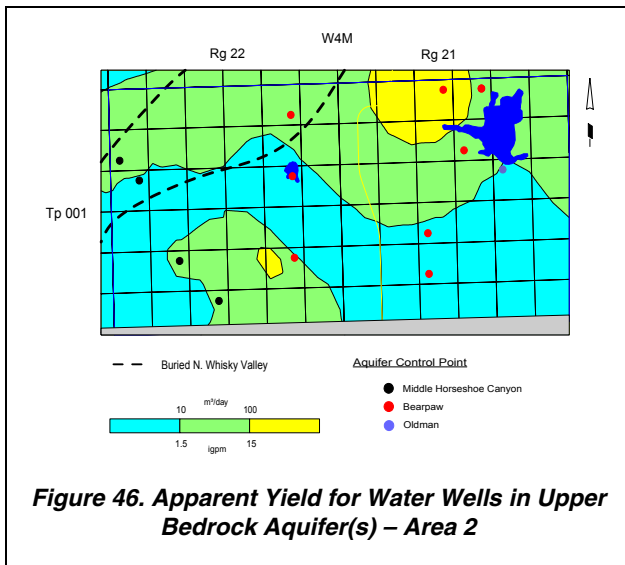 W4M
Rg 22 Rg 21
Tp 001
Buried N. Whisky Valley
Aquifer Control Point
Middle Horseshoe Canyon
Bearpaw
Oldman
10 m³/day 100
1.5 igpm 15
Figure 46. Apparent Yield for Water Wells in Upper
Bedrock Aquifer(s) – Area 2